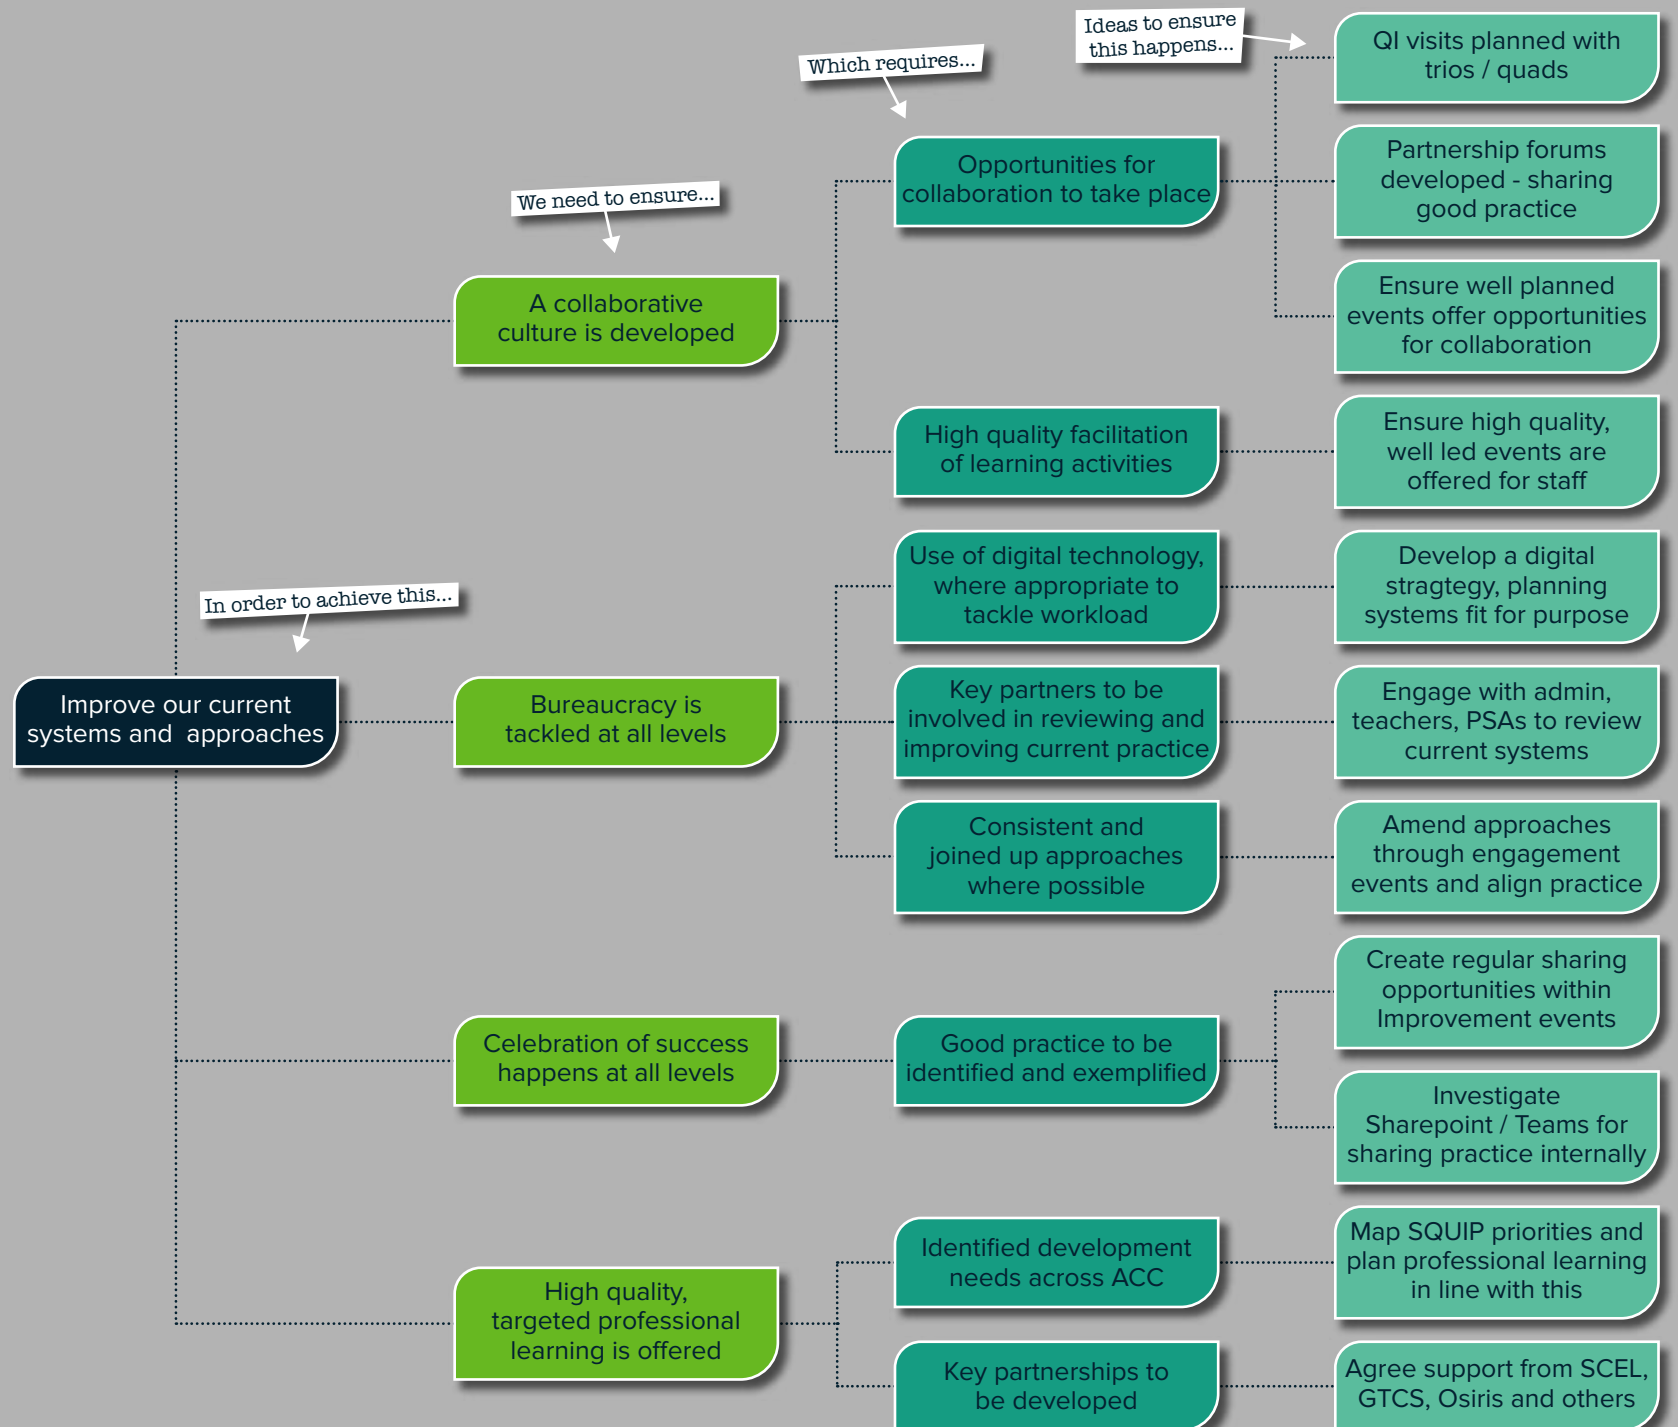 Ideas to ensure
this happens...
Which requires...
We need to ensure...
In order to achieve this...
Improve our current
systems and approaches
A collaborative
culture is developed
Opportunities for
collaboration to take place
QI visits planned with
trios / quads
Partnership forums
developed - sharing
good practice
Ensure well planned
events offer opportunities
for collaboration
High quality facilitation
of learning activities
Ensure high quality,
well led events are
offered for staff
Bureaucracy is
tackled at all levels
Use of digital technology,
where appropriate to
tackle workload
Develop a digital
stragtegy, planning
systems fit for purpose
Key partners to be
involved in reviewing and
improving current practice
Engage with admin,
teachers, PSAs to review
current systems
Consistent and
joined up approaches
where possible
Amend approaches
through engagement
events and align practice
Celebration of success
happens at all levels
Good practice to be
identified and exemplified
Create regular sharing
opportunities within
Improvement events
Investigate
Sharepoint / Teams for
sharing practice internally
High quality,
targeted professional
learning is offered
Identified development
needs across ACC
Map SQUIP priorities and
plan professional learning
in line with this
Key partnerships to
be developed
Agree support from SCEL,
GTCS, Osiris and others